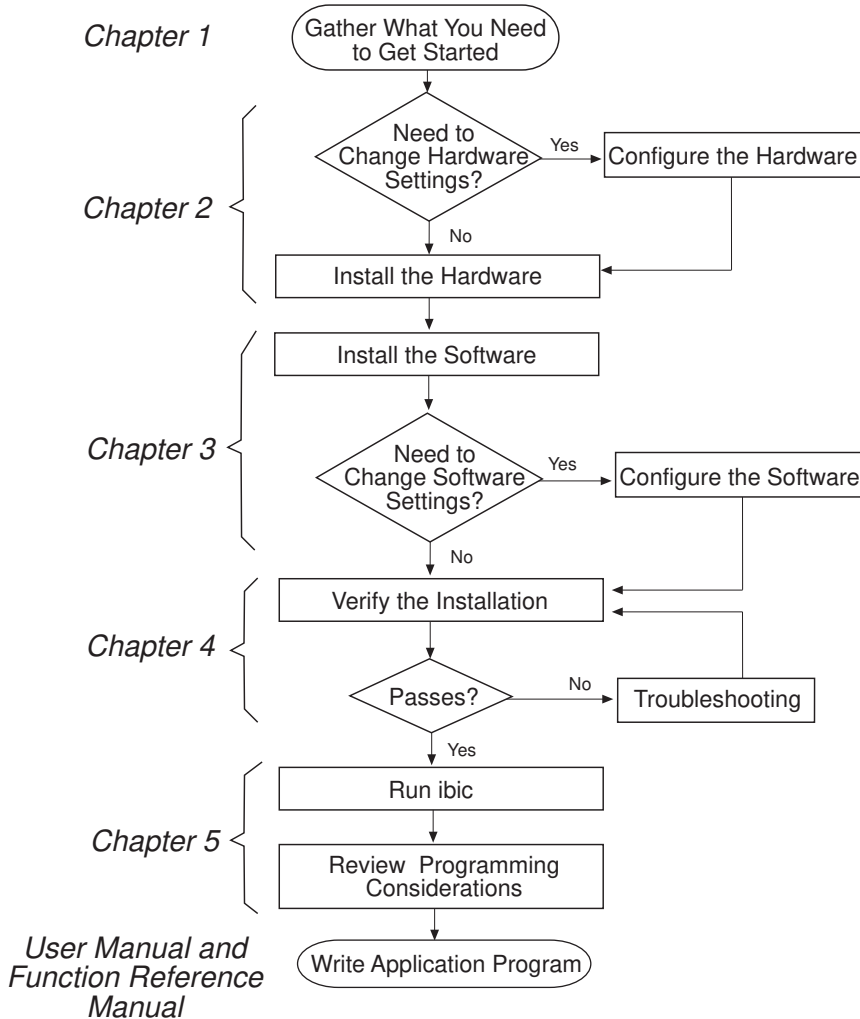 Chapter 1
Gather What You Need
to Get Started
Need to
Change Hardware
Settings?
Yes
Configure the Hardware
Chapter 2
No
Install the Hardware
Install the Software
Chapter 3
Need to
Change Software
Settings?
Yes
Configure the Software
No
Verify the Installation
Chapter 4
Passes?
No
Troubleshooting
Yes
Run ibic
Chapter 5
Review Programming
Considerations
User Manual and
Function Reference
Manual
Write Application Program